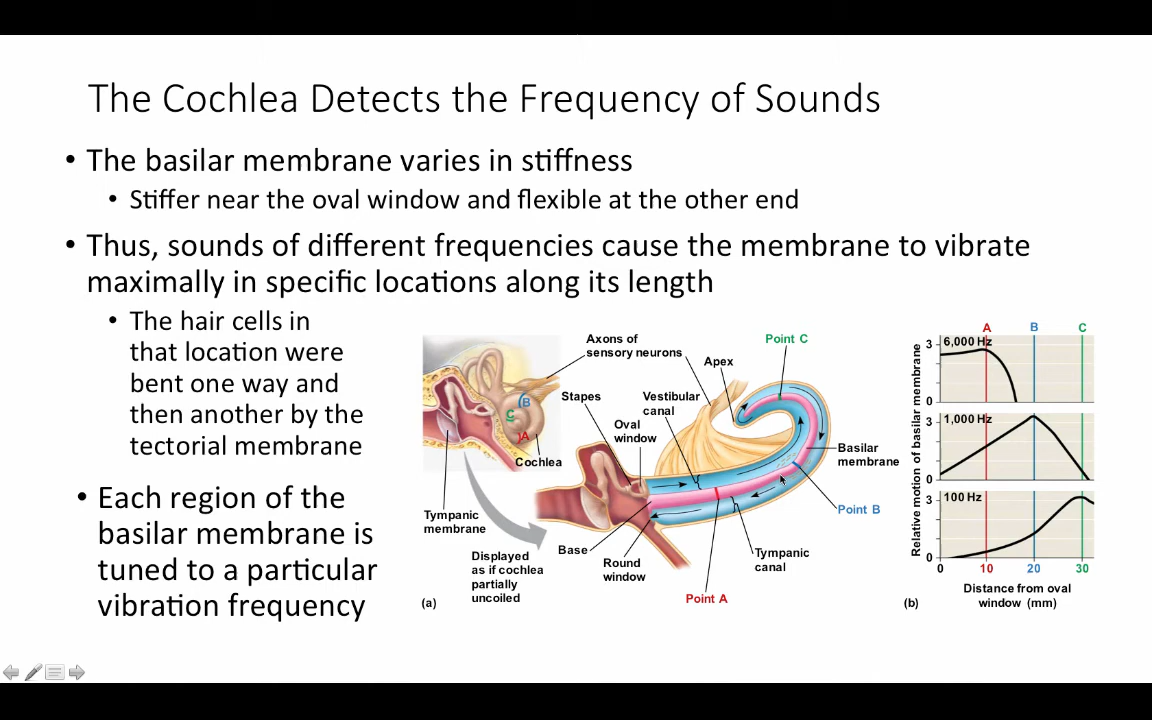 The Cochlea Detects the Frequency of Sounds
• The basilar membrane varies in stiffness
• Stiffer near the oval window and flexible at the other end
• Thus, sounds of different frequencies cause the membrane to vibrate
maximally in specific locations along its length
• The hair cells in
that location were
bent one way and
then another by the
tectorial membrane
• Each region of the
basilar membrane is
tuned to a particular
vibration frequency
Axons of
sensory neurons
Apex
Point C
Stapes
Vestibular
canal
Oval
window
B
C
A
Cochlea
Basilar
membrane
Tympanic
membrane
Point B
Base
Round
window
Tympanic
canal
Displayed
as if cochlea
partially
uncoiled
Point A
(a)
A B C
Relative motion of basilar membrane
3
6,000 Hz
0
3
1,000 Hz
0
3
100 Hz
0
0 10 20 30
Distance from oval
window (mm)
(b)